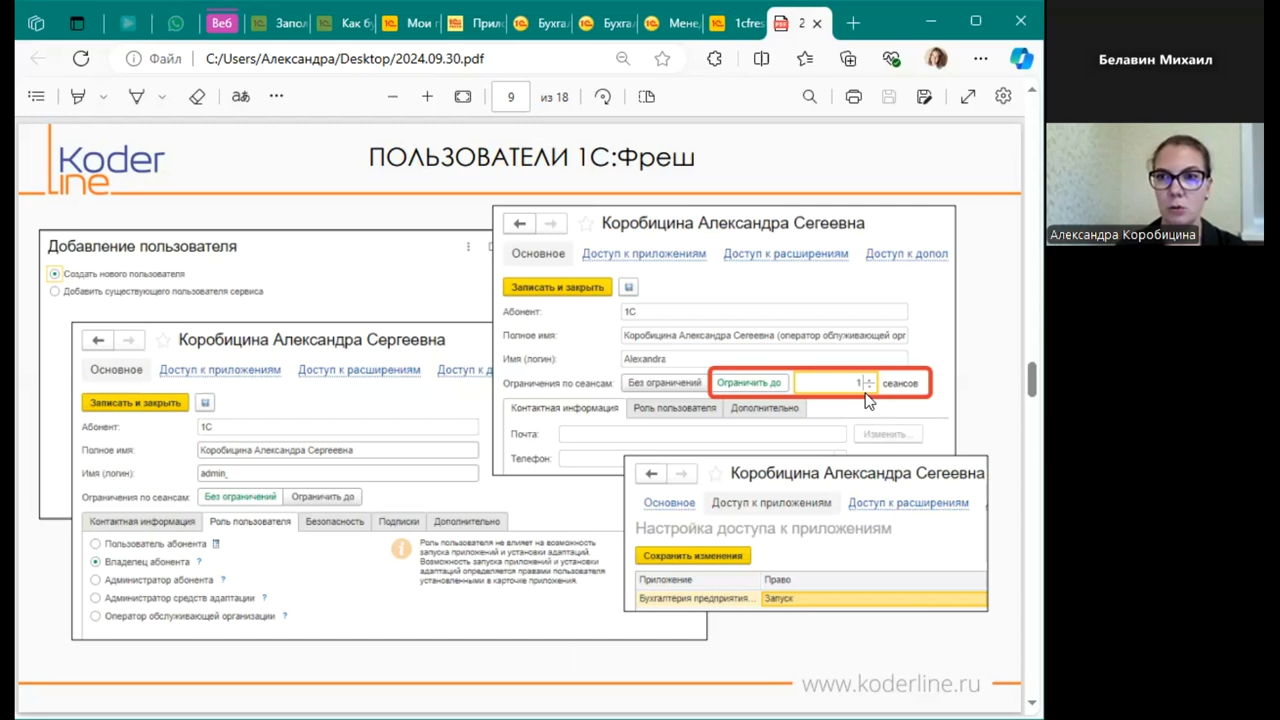 Веб
Запол
Как б
Мои г
Прил
Бухга
Бухга
Мене,
1cfres
2
Файл
C:/Users/Александра/Desktop/2024.09.30.pdf
9 из 18
Koder
line
ПОЛЬЗОВАТЕЛИ 1С:Фреш
Добавление пользователя
Создать нового пользователя
Добавить существующего пользователя сервиса
Коробицина Александра Сергеевна
Основное Доступ к приложениям Доступ к расширениям Доступ к д
Записать и закрыть
Абонент: 1С
Полное имя: Коробицина Александра Сергеевна
Имя (логин): admin_
Ограничения по сеансам: Без ограничений Ограничить до
Контактная информация Роль пользователя Безопасность Подписки Дополнительно
Пользователь абонента
Владелец абонента ?
Администратор абонента ?
Администратор средств адаптации ?
Оператор обслуживающей организации ?
Роль пользователя не влияет на возможность
запуска приложений и установки адаптаций.
Возможность запуска приложений и установки
адаптаций определяется правами пользователя
установленными в карточке приложения.
Коробицина Александра Сегеевна
Основное Доступ к приложениям Доступ к расширениям Доступ к допол
Записать и закрыть
Абонент: 1С
Полное имя: Коробицина Александра Сегеевна (оператор облуживающей орг
Имя (логин): Alexandra
Ограничения по сеансам: Без ограничений Ограничить до 1 сеансов
Контактная информация Роль пользователя Дополнительно
Почта: Изменить...
Телефон:
Коробицина Александра Сегеевна
Основное Доступ к приложениям Доступ к расширениям
Настройка доступа к приложениям
Сохранить изменения
Приложение Право
Бухгалтерия предприятия... Запуск
www.koderline.ru
Белавин Михаил
Александра Коробицина